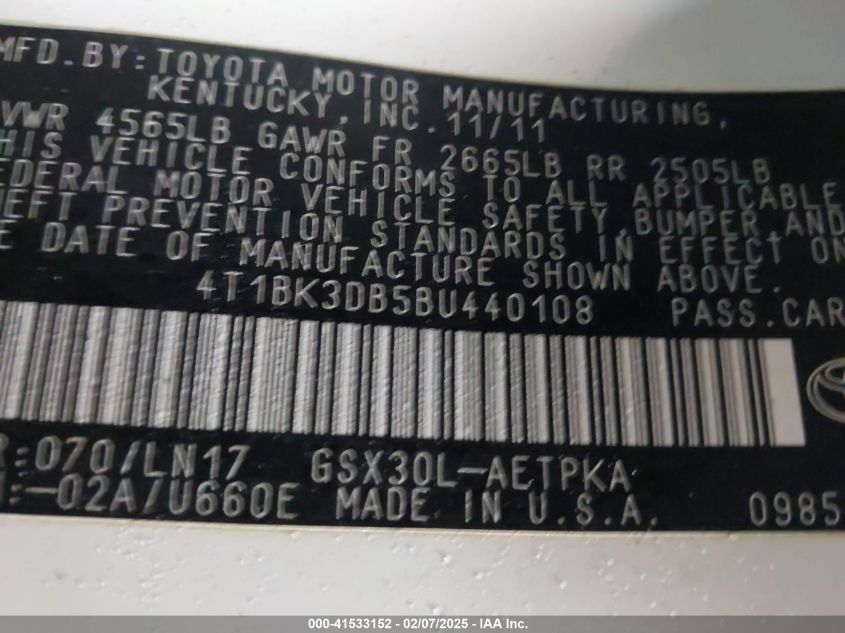 MFD. BY: TOYOTA MOTOR MANUFACTURING,
KENTUCKY, INC. 11/11
VWR 4565LB GAWR FR 2665LB RR 2505LB
HIS VEHICLE CONFORMS TO ALL APPLICABLE
EDERAL MOTOR VEHICLE SAFETY, BUMPER, AND
HEFT PREVENTION STANDARDS IN EFFECT ON
E DATE OF MANUFACTURE SHOWN ABOVE.
4T1BK3DB5BU440108 PASS. CAR
R:070/LN17 GSX30L-AETPKA
:-02A/U660E MADE IN U.S.A. 0985
000-41533152 - 02/07/2025 - IAA Inc.